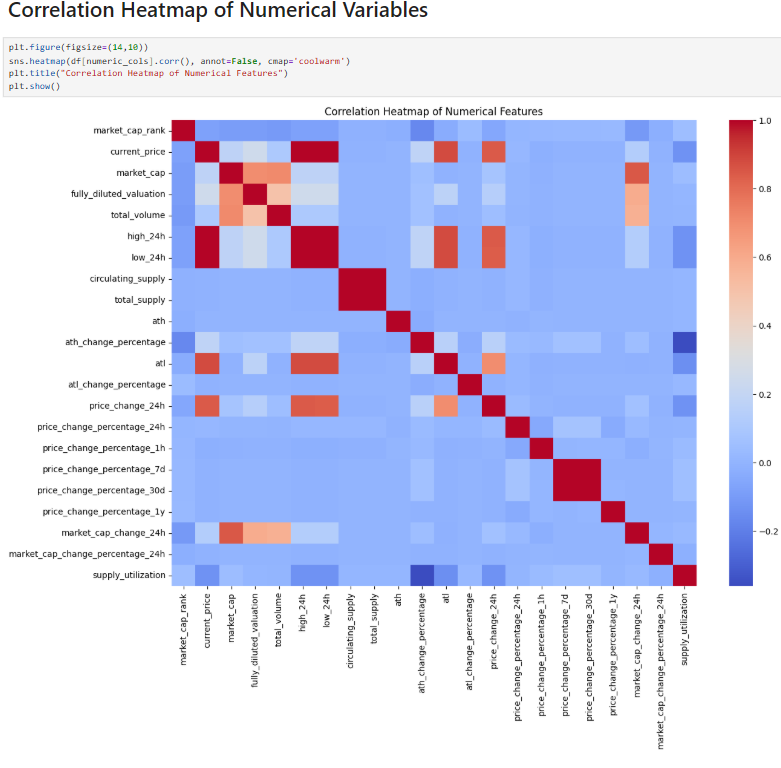 Correlation Heatmap of Numerical Variables
plt.figure(figsize=(14,10))
sns.heatmap(df[numeric_cols].corr(), annot=False, cmap='coolwarm')
plt.title("Correlation Heatmap of Numerical Features")
plt.show()
Correlation Heatmap of Numerical Features
market_cap_rank
current_price
market_cap
fully_diluted_valuation
total_volume
high_24h
low_24h
circulating_supply
total_supply
ath
ath_change_percentage
atl
atl_change_percentage
price_change_24h
price_change_percentage_24h
price_change_percentage_1h
price_change_percentage_7d
price_change_percentage_30d
price_change_percentage_1y
market_cap_change_24h
market_cap_change_percentage_24h
supply_utilization
market_cap_rank
current_price
market_cap
fully_diluted_valuation
total_volume
high_24h
low_24h
circulating_supply
total_supply
ath
ath_change_percentage
atl
atl_change_percentage
price_change_24h
price_change_percentage_24h
price_change_percentage_1h
price_change_percentage_7d
price_change_percentage_30d
price_change_percentage_1y
market_cap_change_24h
market_cap_change_percentage_24h
supply_utilization
1.0
0.8
0.6
0.4
0.2
0.0
−0.2